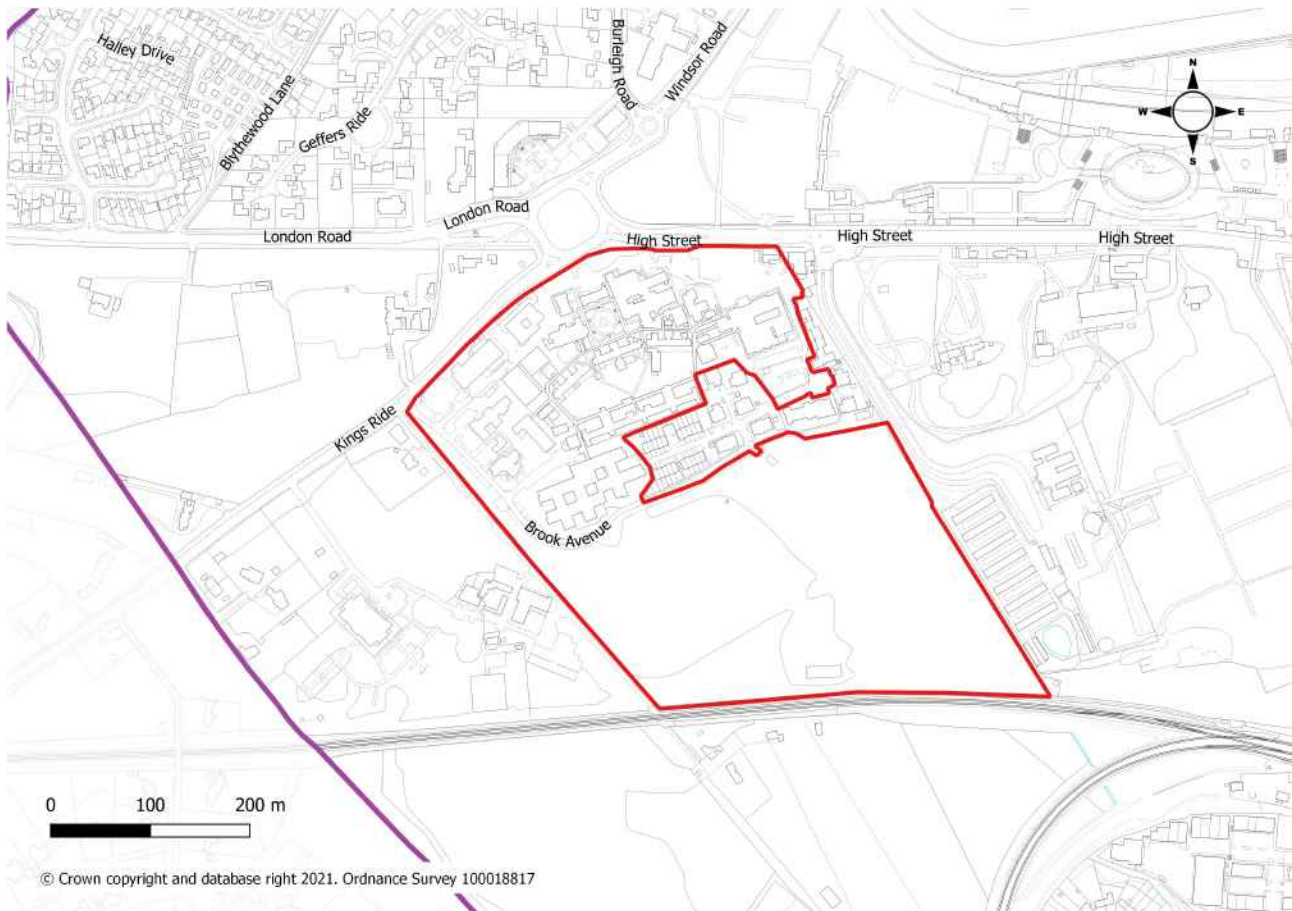 Halley Drive
Blythewood Lane
Geffers Ride
Burleigh Road
Windsor Road
N
W
E
S
London Road
London Road
High Street
High Street
High Street
Kings Ride
Brook Avenue
0 100 200 m
© Crown copyright and database right 2021. Ordnance Survey 100018817